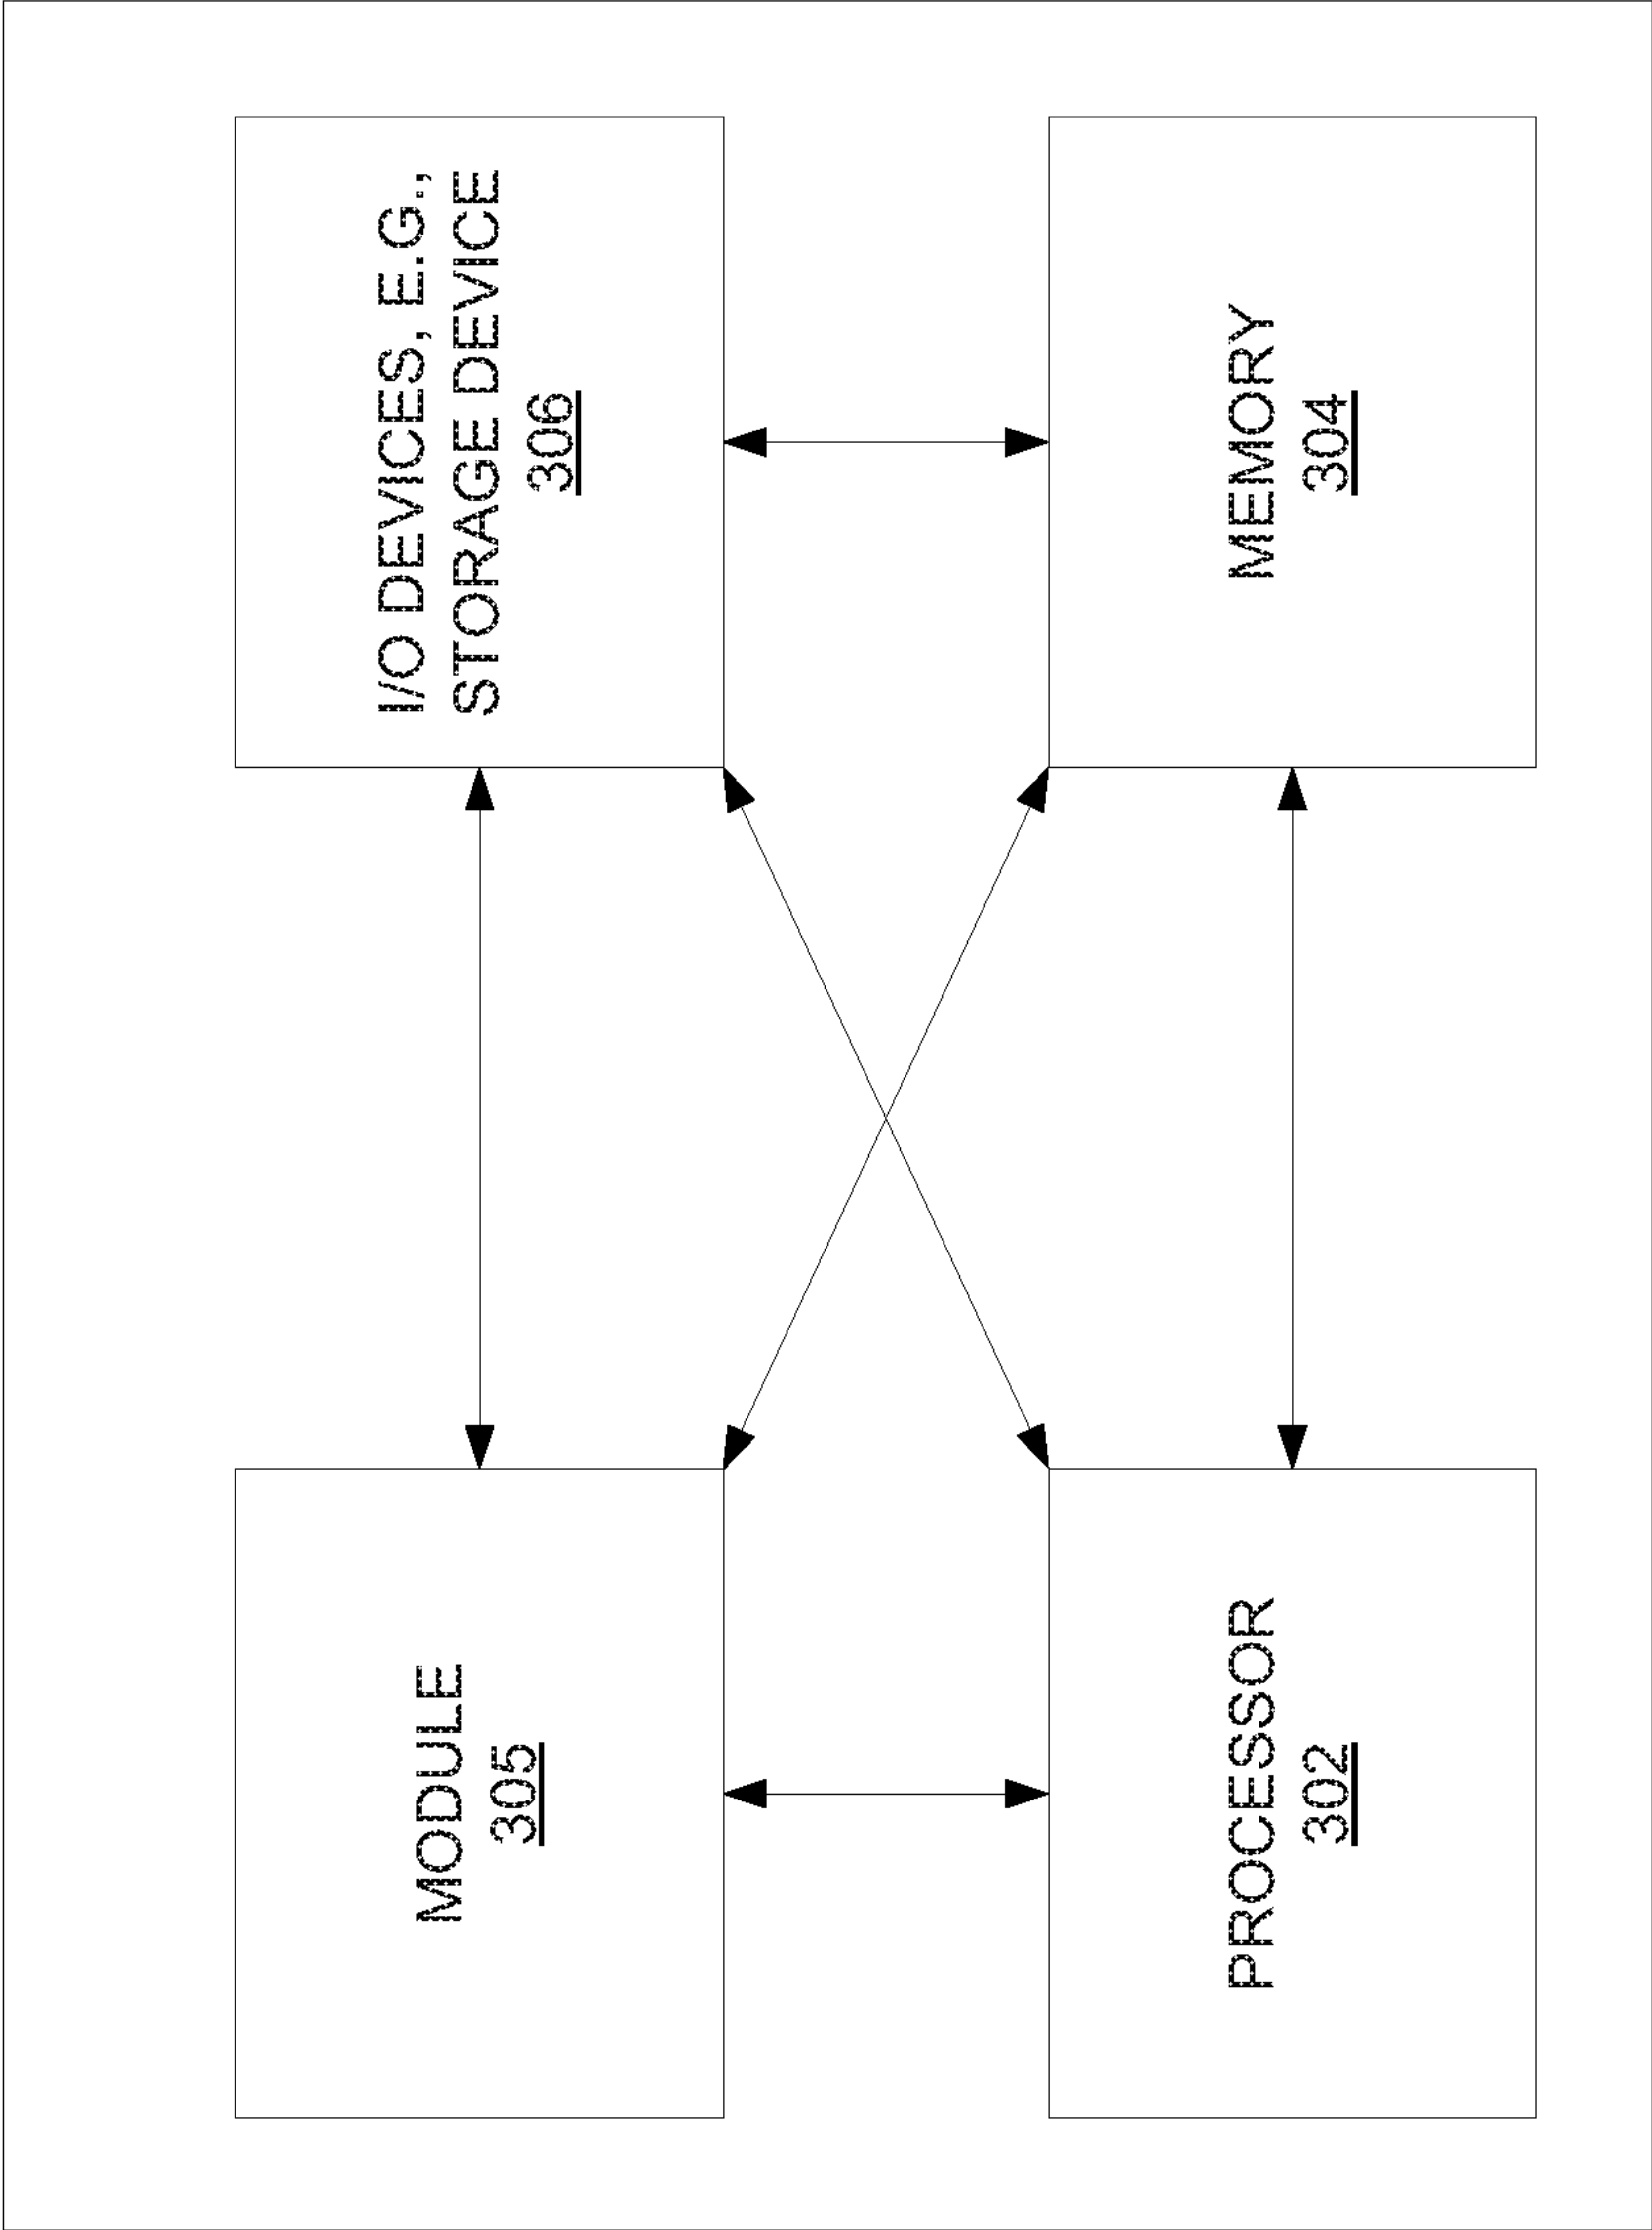 MODULE
305
I/O DEVICES, E.G.,
STORAGE DEVICE
306
PROCESSOR
302
MEMORY
304